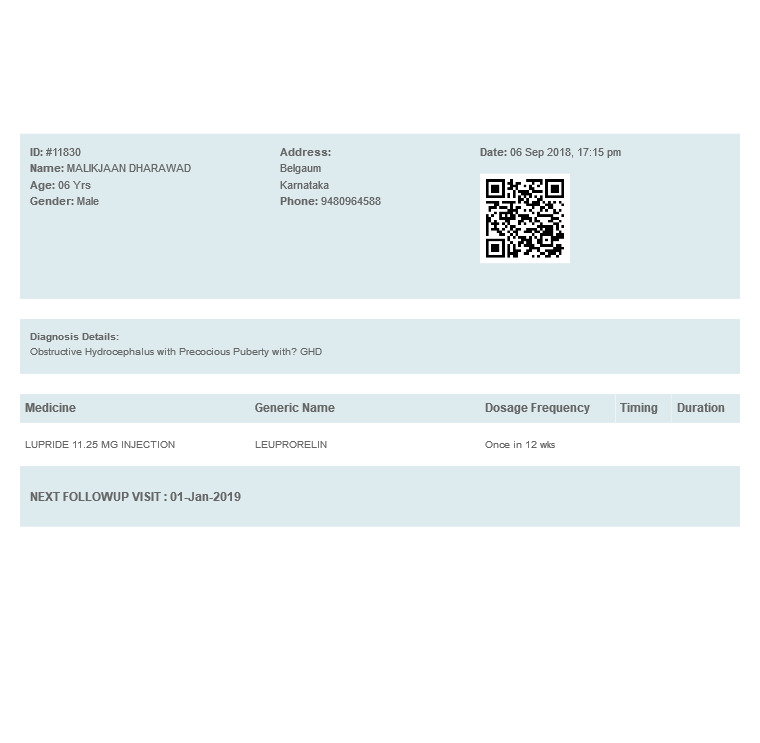 ID: #11830
Name: MALIKJAAN DHARAWAD
Age: 06 Yrs
Gender: Male
Address:
Belgaum
Karnataka
Phone: 9480964588
Date: 06 Sep 2018, 17:15 pm
Diagnosis Details:
Obstructive Hydrocephalus with Precocious Puberty with? GHD
Medicine Generic Name Dosage Frequency Timing Duration
LUPRIDE 11.25 MG INJECTION LEUPRORELIN Once in 12 wks
NEXT FOLLOWUP VISIT : 01-Jan-2019